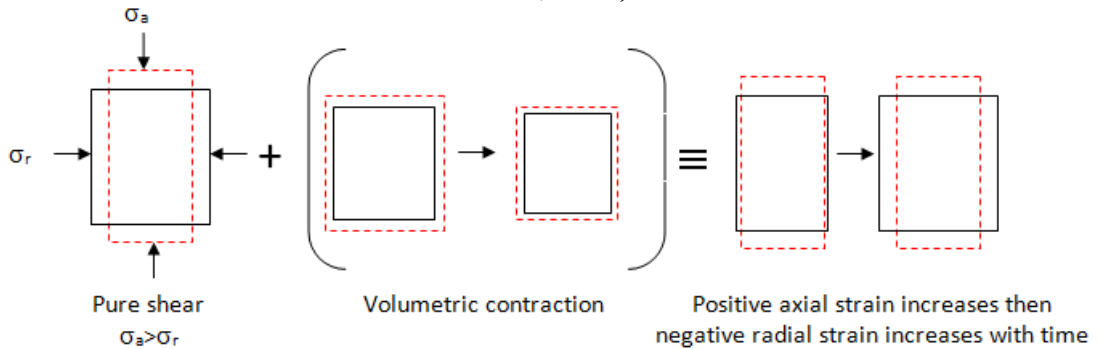 σₐ
σᵣ
+
≡
Pure shear
σₐ>σᵣ
Volumetric contraction
Positive axial strain increases then
negative radial strain increases with time